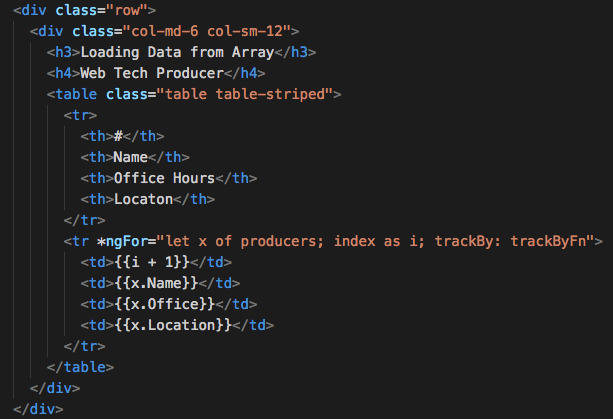 <div class="row">
<div class="col-md-6 col-sm-12">
<h3>Loading Data from Array</h3>
<h4>Web Tech Producer</h4>
<table class="table table-striped">
<tr>
<th>#</th>
<th>Name</th>
<th>Office Hours</th>
<th>Locaton</th>
</tr>
<tr *ngFor="let x of producers; index as i; trackBy: trackByFn">
<td>{{i + 1}}</td>
<td>{{x.Name}}</td>
<td>{{x.Office}}</td>
<td>{{x.Location}}</td>
</tr>
</table>
</div>
</div>